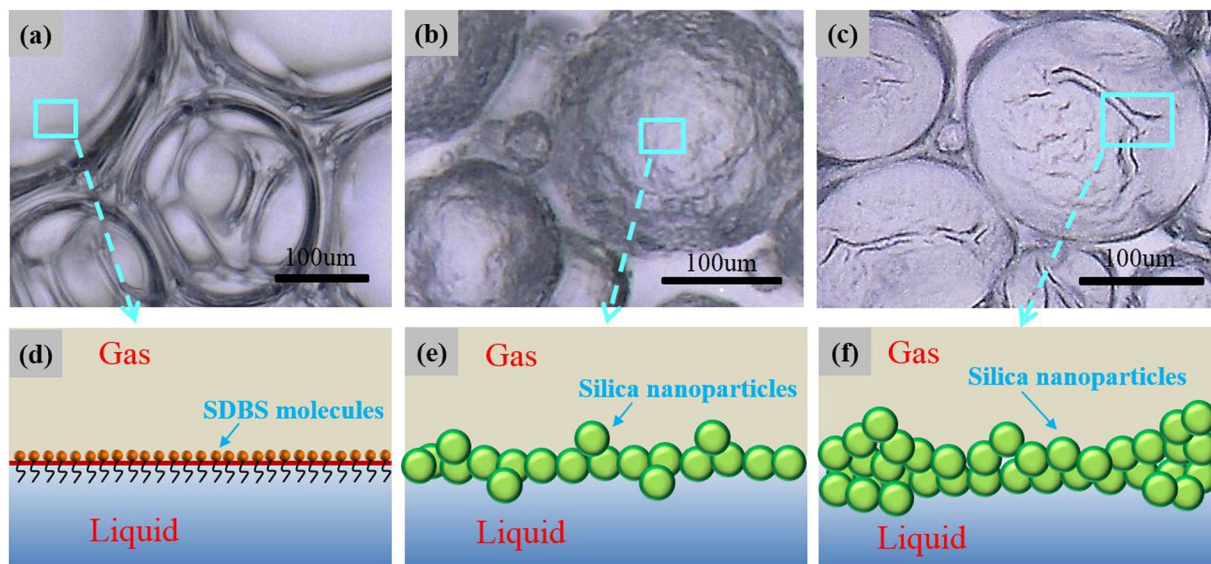 (a)
(b)
(c)
100um
100um
100um
(d)
Gas
SDBS molecules
Liquid
(e)
Gas
Silica nanoparticles
Liquid
(f)
Gas
Silica nanoparticles
Liquid